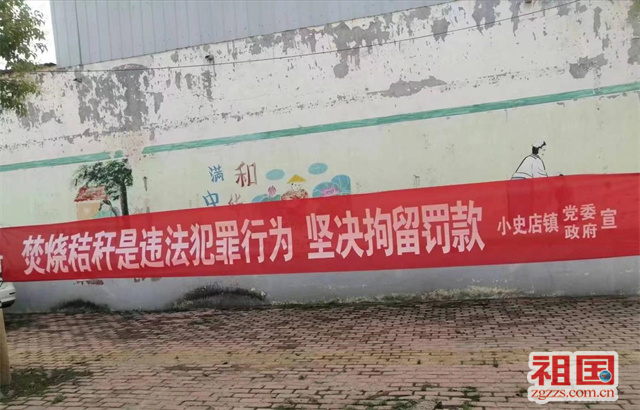 和
满
中
焚烧秸秆是违法犯罪行为 坚决拘留罚款 小史店镇 党委 政府 宣
祖国
zgzzs.com.cn